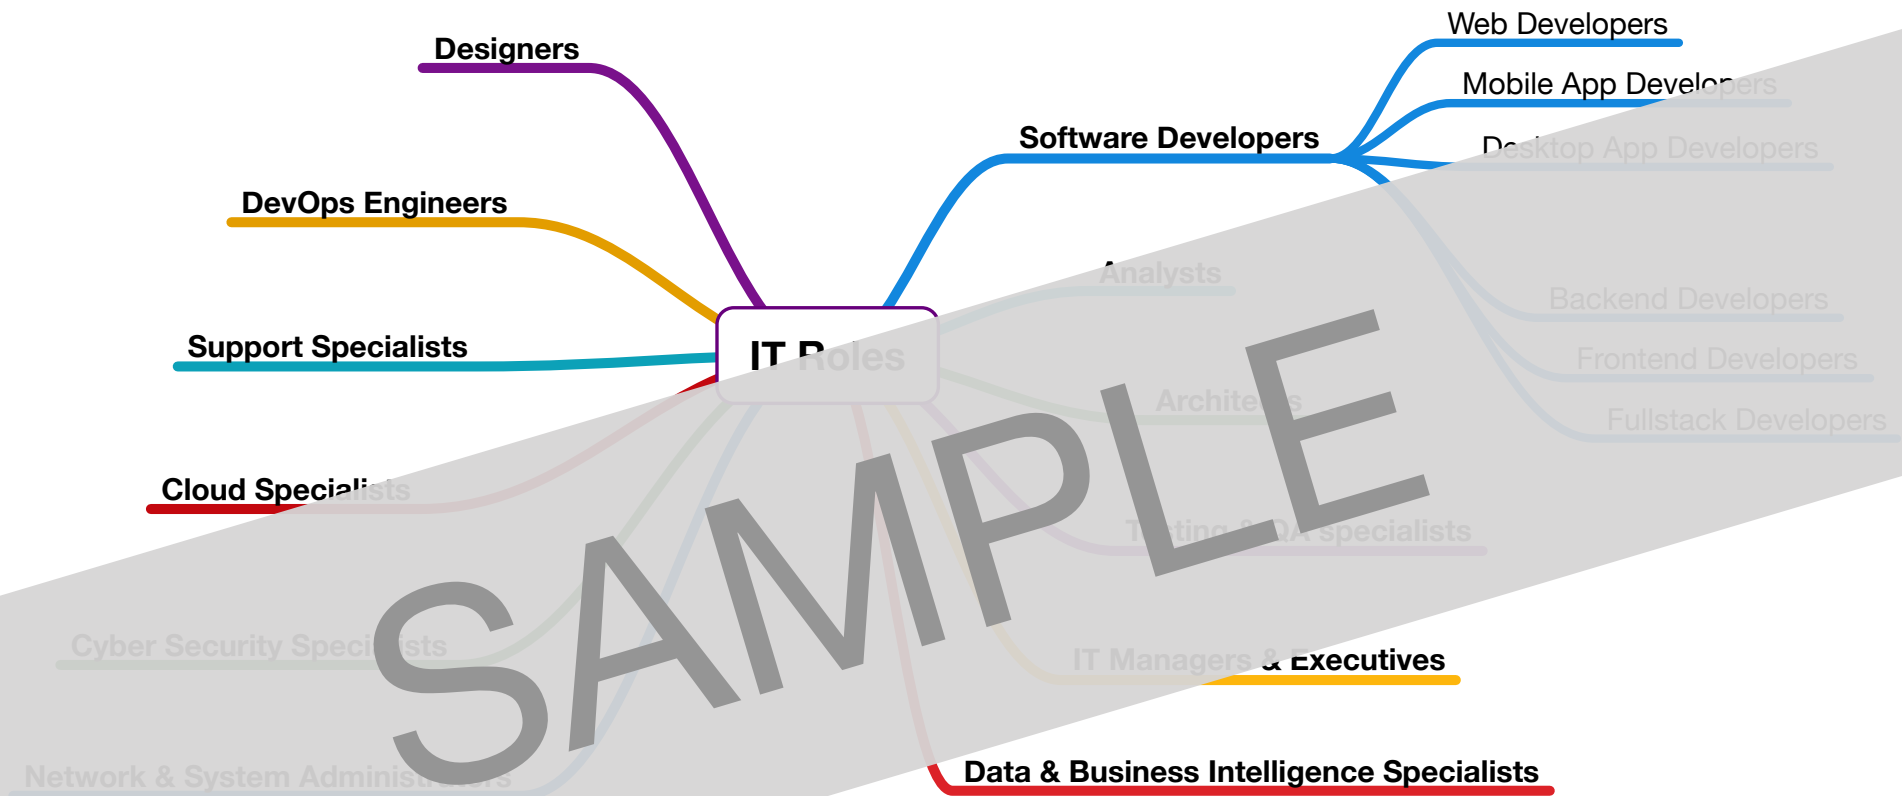 Designers
DevOps Engineers
Support Specialists
Cloud Specialists
Cyber Security Specialists
Network & System Administrators
IT Roles
Software Developers
Web Developers
Mobile App Developers
Desktop App Developers
Backend Developers
Frontend Developers
Fullstack Developers
Analysts
Architects
Testing & QA specialists
IT Managers & Executives
Data & Business Intelligence Specialists
SAMPLE